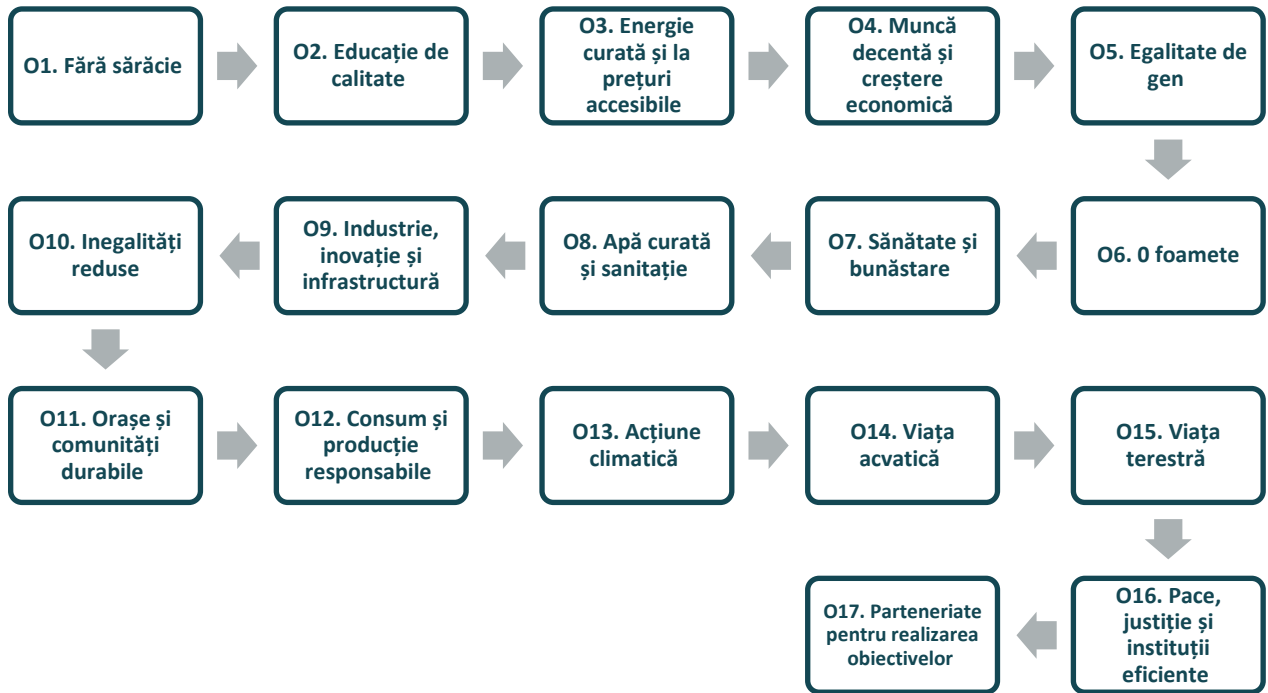 O1. Fără sărăcie
O2. Educație de
calitate
O3. Energie
curată și la
prețuri
accesibile
O4. Muncă
decentă și
creștere
economică
O5. Egalitate de
gen
O6. 0 foamete
O7. Sănătate și
bunăstare
O8. Apă curată
și sanitație
O9. Industrie,
inovație și
infrastructură
O10. Inegalități
reduse
O11. Orașe și
comunități
durabile
O12. Consum și
producție
responsabile
O13. Acțiune
climatică
O14. Viața
acvatică
O15. Viața
terestră
O16. Pace,
justiție și
instituții
eficiente
O17. Parteneriate
pentru realizarea
obiectivelor